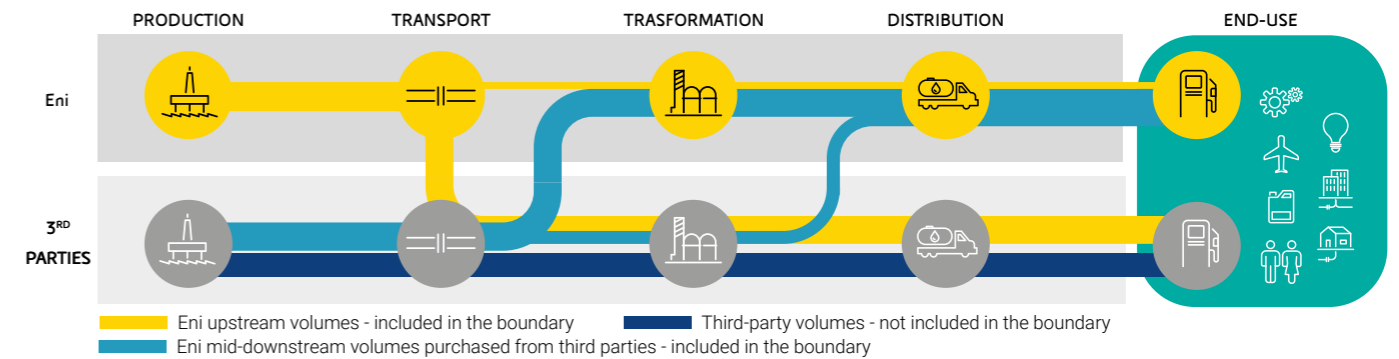 PRODUCTION TRANSPORT TRASFORMATION DISTRIBUTION END-USE
Eni
3RD
PARTIES
Eni upstream volumes - included in the boundary Third-party volumes - not included in the boundary
Eni mid-downstream volumes purchased from third parties - included in the boundary